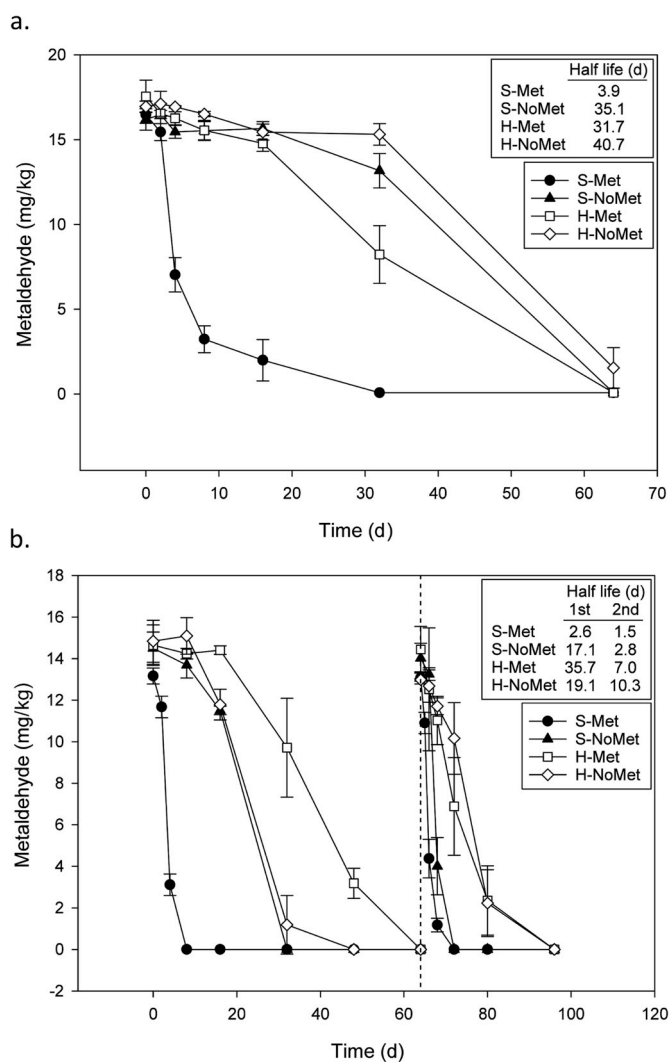 a.
20
15
10
5
0
Metaldehyde (mg/kg)
0 10 20 30 40 50 60 70
Time (d)
Half life (d)
S-Met 3.9
S-NoMet 35.1
H-Met 31.7
H-NoMet 40.7
S-Met
S-NoMet
H-Met
H-NoMet
b.
18
16
14
12
10
8
6
4
2
0
-2
Metaldehyde (mg/kg)
0 20 40 60 80 100 120
Time (d)
Half life (d)
1st 2nd
S-Met 2.6 1.5
S-NoMet 17.1 2.8
H-Met 35.7 7.0
H-NoMet 19.1 10.3
S-Met
S-NoMet
H-Met
H-NoMet